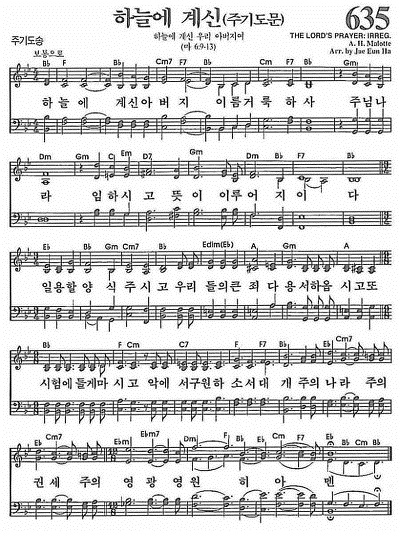 하늘에 계신(주기도문)
635
주기도송
하늘에 계신 우리 아버지여
(마 6:9-13)
THE LORD'S PRAYER: IRREG.
A. H. Malotte
Arr. by Jae Eun Ha
보통으로
B♭ F B♭ Cm7 F7 B♭ Gm F
하늘에 계신아버지 이름거룩 하사 주님나
Dm Gm C Em D7 Gm Dm B♭ F7 B♭
라 임하시고 뜻이 이루어지이 다
E♭ B♭ Gm Cm7 F7 B♭ Edim(E♭) A Gm A
일용할양 식주시고우리 들의큰 죄다 용서하옵 시고또
B♭ F Cm C7 F F7 B♭ Cm7
시험에들게마 시고 악에 서구원하 소서대 개 주의나라 주의
E♭ Cm7 E♭m E♭ B♭ F7 B♭ E♭ Cm B♭
권세 주의 영광 영원 히 아 멘